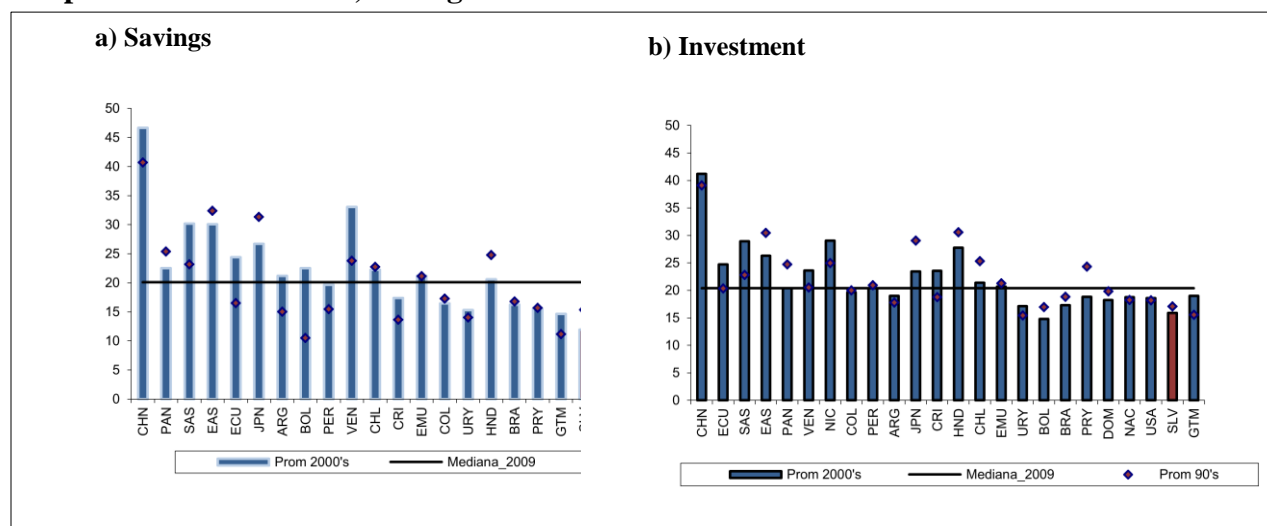 a) Savings
50
45
40
35
30
25
20
15
10
5
0
CHN
PAN
SAS
EAS
ECU
JPN
ARG
BOL
PER
VEN
CHL
CRI
EMU
COL
URY
HND
BRA
PRY
GTM
Prom 2000's
Mediana_2009
b) Investment
50
45
40
35
30
25
20
15
10
5
0
CHN
ECU
SAS
EAS
PAN
VEN
NIC
COL
PER
ARG
JPN
CRI
HND
CHL
EMU
URY
BOL
BRA
PRY
DOM
NAC
USA
SLV
GTM
Prom 2000's
Mediana_2009
Prom 90's